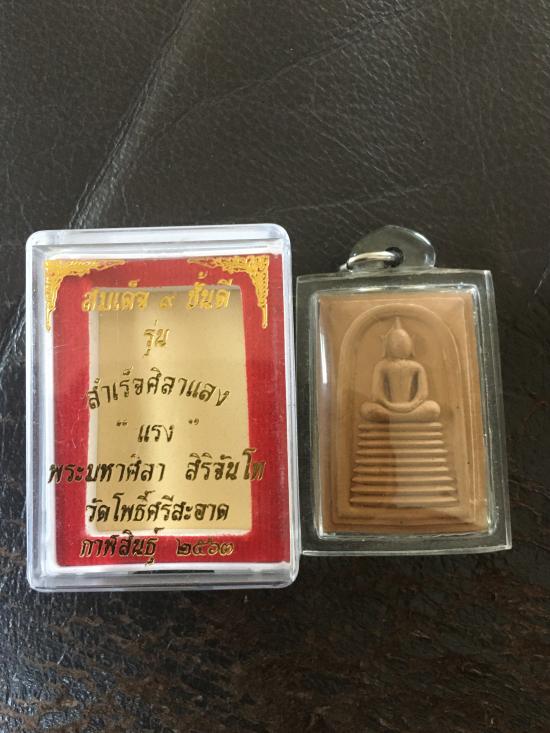 สมเด็จ ๙ ชั้นดี
รุ่น
สำเร็จศิลาแลง
" แรง "
พระมหาศิลา สิริจันโท
วัดโพธิ์ศรีสะอาด
กาฬสินธุ์ ๒๕๖๓